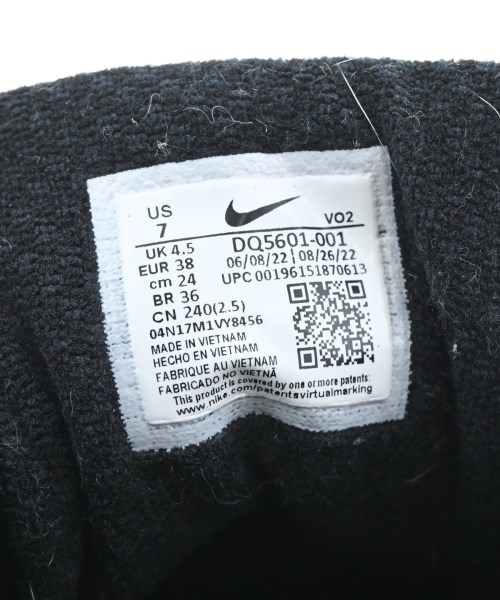 US
7
VO2
UK 4.5
EUR 38
cm 24
BR 36
CN 240(2.5)
DQ5601-001
06/08/22 | 08/26/22
UPC 00196151870613
04N17M1VY8456
MADE IN VIETNAM
HECHO EN VIETNAM
FABRIQUE AU VIETNAM
FABRICADO NO VIETNÃ
This product is covered by one or more patents:
www.nike.com/patentsvirtualmarking